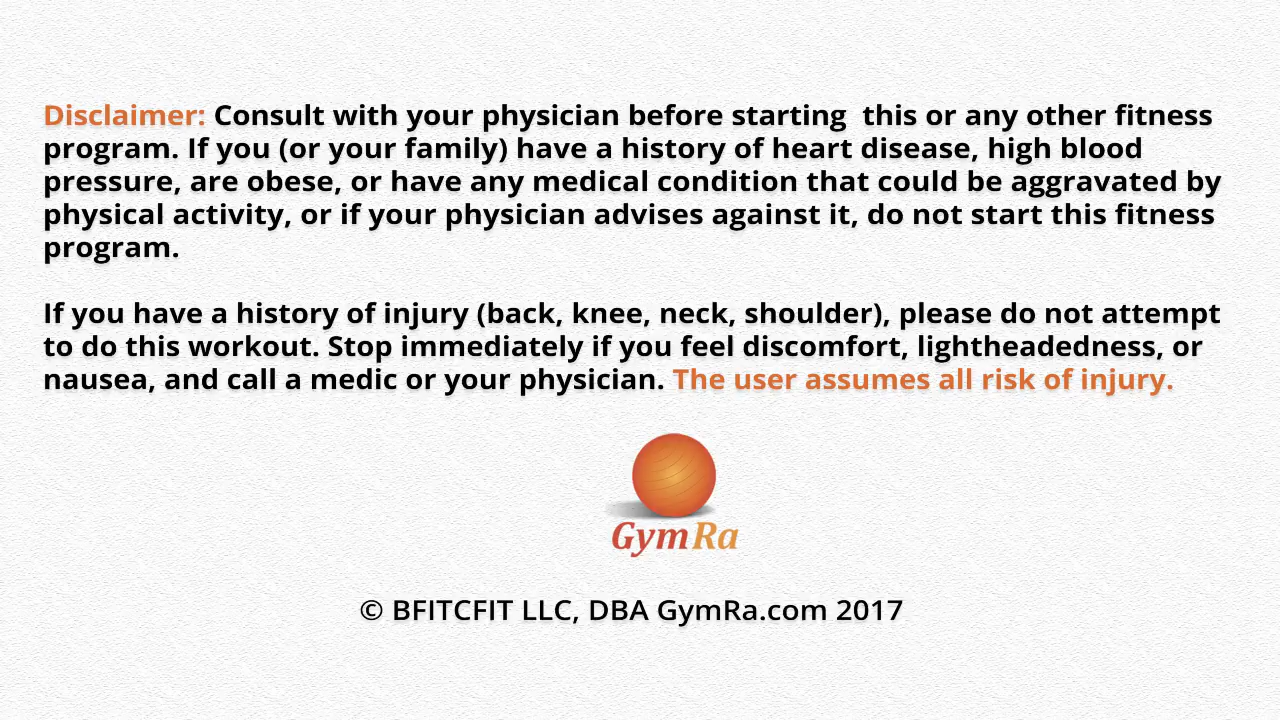 Disclaimer: Consult with your physician before starting  this or any other fitness
program. If you (or your family) have a history of heart disease, high blood
pressure, are obese, or have any medical condition that could be aggravated by
physical activity, or if your physician advises against it, do not start this fitness
program.
If you have a history of injury (back, knee, neck, shoulder), please do not attempt
to do this workout. Stop immediately if you feel discomfort, lightheadedness, or
nausea, and call a medic or your physician. The user assumes all risk of injury.
GymRa
© BFITCFIT LLC, DBA GymRa.com 2017